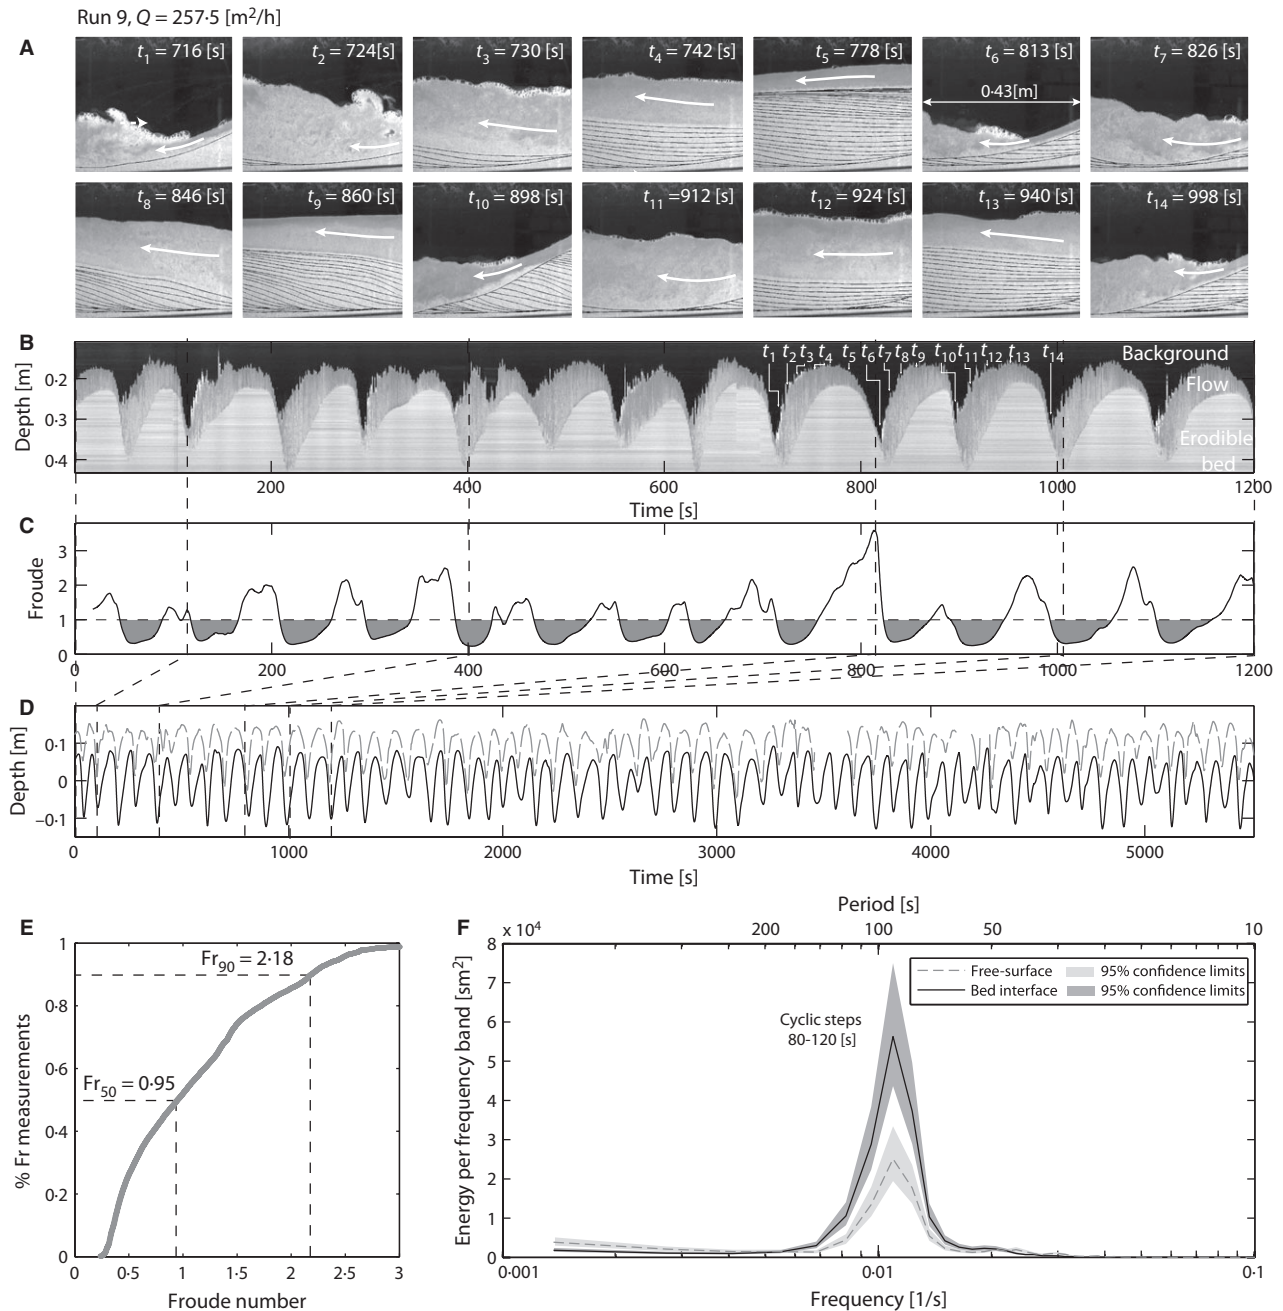 Run 9, Q = 257·5 [m²/h]
A
t₁ = 716 [s]
t₂ = 724[s]
t₃ = 730 [s]
t₄ = 742 [s]
t₅ = 778 [s]
t₆ = 813 [s]
t₇ = 826 [s]
0·43[m]
t₈ = 846 [s]
t₉ = 860 [s]
t₁₀ = 898 [s]
t₁₁ =912 [s]
t₁₂ = 924 [s]
t₁₃ = 940 [s]
t₁₄ = 998 [s]
B
Depth [m]
0·2
0·3
0·4
t₁ t₂ t₃ t₄ t₅ t₆ t₇ t₈ t₉ t₁₀ t₁₁ t₁₂ t₁₃ t₁₄
Background
Flow
Erodible
bed
200 400 600 800 1000 1200
Time [s]
C
Froude
3
2
1
0
0 200 400 600 800 1000 1200
D
Depth [m]
0·1
0
−0·1
0 1000 2000 3000 4000 5000
Time [s]
E
% Fr measurements
1
0·8
0·6
0·4
0·2
0
Fr₉₀ = 2·18
Fr₅₀ = 0·95
0 0·5 1 1·5 2 2·5 3
Froude number
F
Period [s]
x 10⁴
200 100 50 10
Energy per frequency band [sm²]
8
7
6
5
4
3
2
1
0
Free-surface 95% confidence limits
Bed interface 95% confidence limits
Cyclic steps
80-120 [s]
0·001 0·01 0·1
Frequency [1/s]